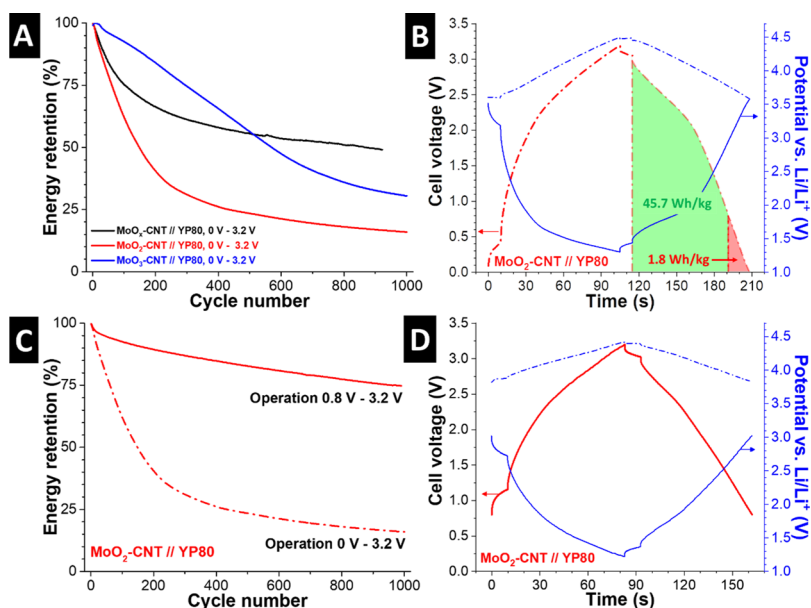 A
Energy retention (%)
100
75
50
25
0
MoOₓ-CNT // YP80, 0 V - 3.2 V
MoO₂-CNT // YP80, 0 V - 3.2 V
MoO₃-CNT // YP80, 0 V - 3.2 V
0 200 400 600 800 1000
Cycle number
B
Cell voltage (V)
3.5
3.0
2.5
2.0
1.5
1.0
0.5
0.0
45.7 Wh/kg
1.8 Wh/kg
MoO₂-CNT // YP80
0 30 60 90 120 150 180 210
Time (s)
4.5
4.0
3.5
3.0
2.5
2.0
1.5
1.0
Potential vs. Li/Li⁺ (V)
C
Energy retention (%)
100
75
50
25
0
Operation 0.8 V - 3.2 V
Operation 0 V - 3.2 V
MoO₂-CNT // YP80
0 200 400 600 800 1000
Cycle number
D
Cell voltage (V)
3.5
3.0
2.5
2.0
1.5
1.0
0.5
0.0
MoO₂-CNT // YP80
0 30 60 90 120 150
Time (s)
4.5
4.0
3.5
3.0
2.5
2.0
1.5
1.0
Potential vs. Li/Li⁺ (V)